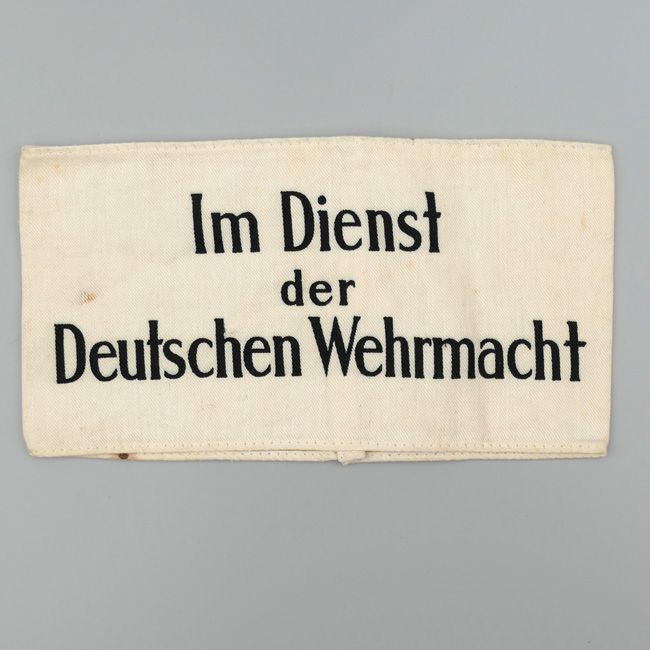 Im Dienst
der
Deutschen Wehrmacht